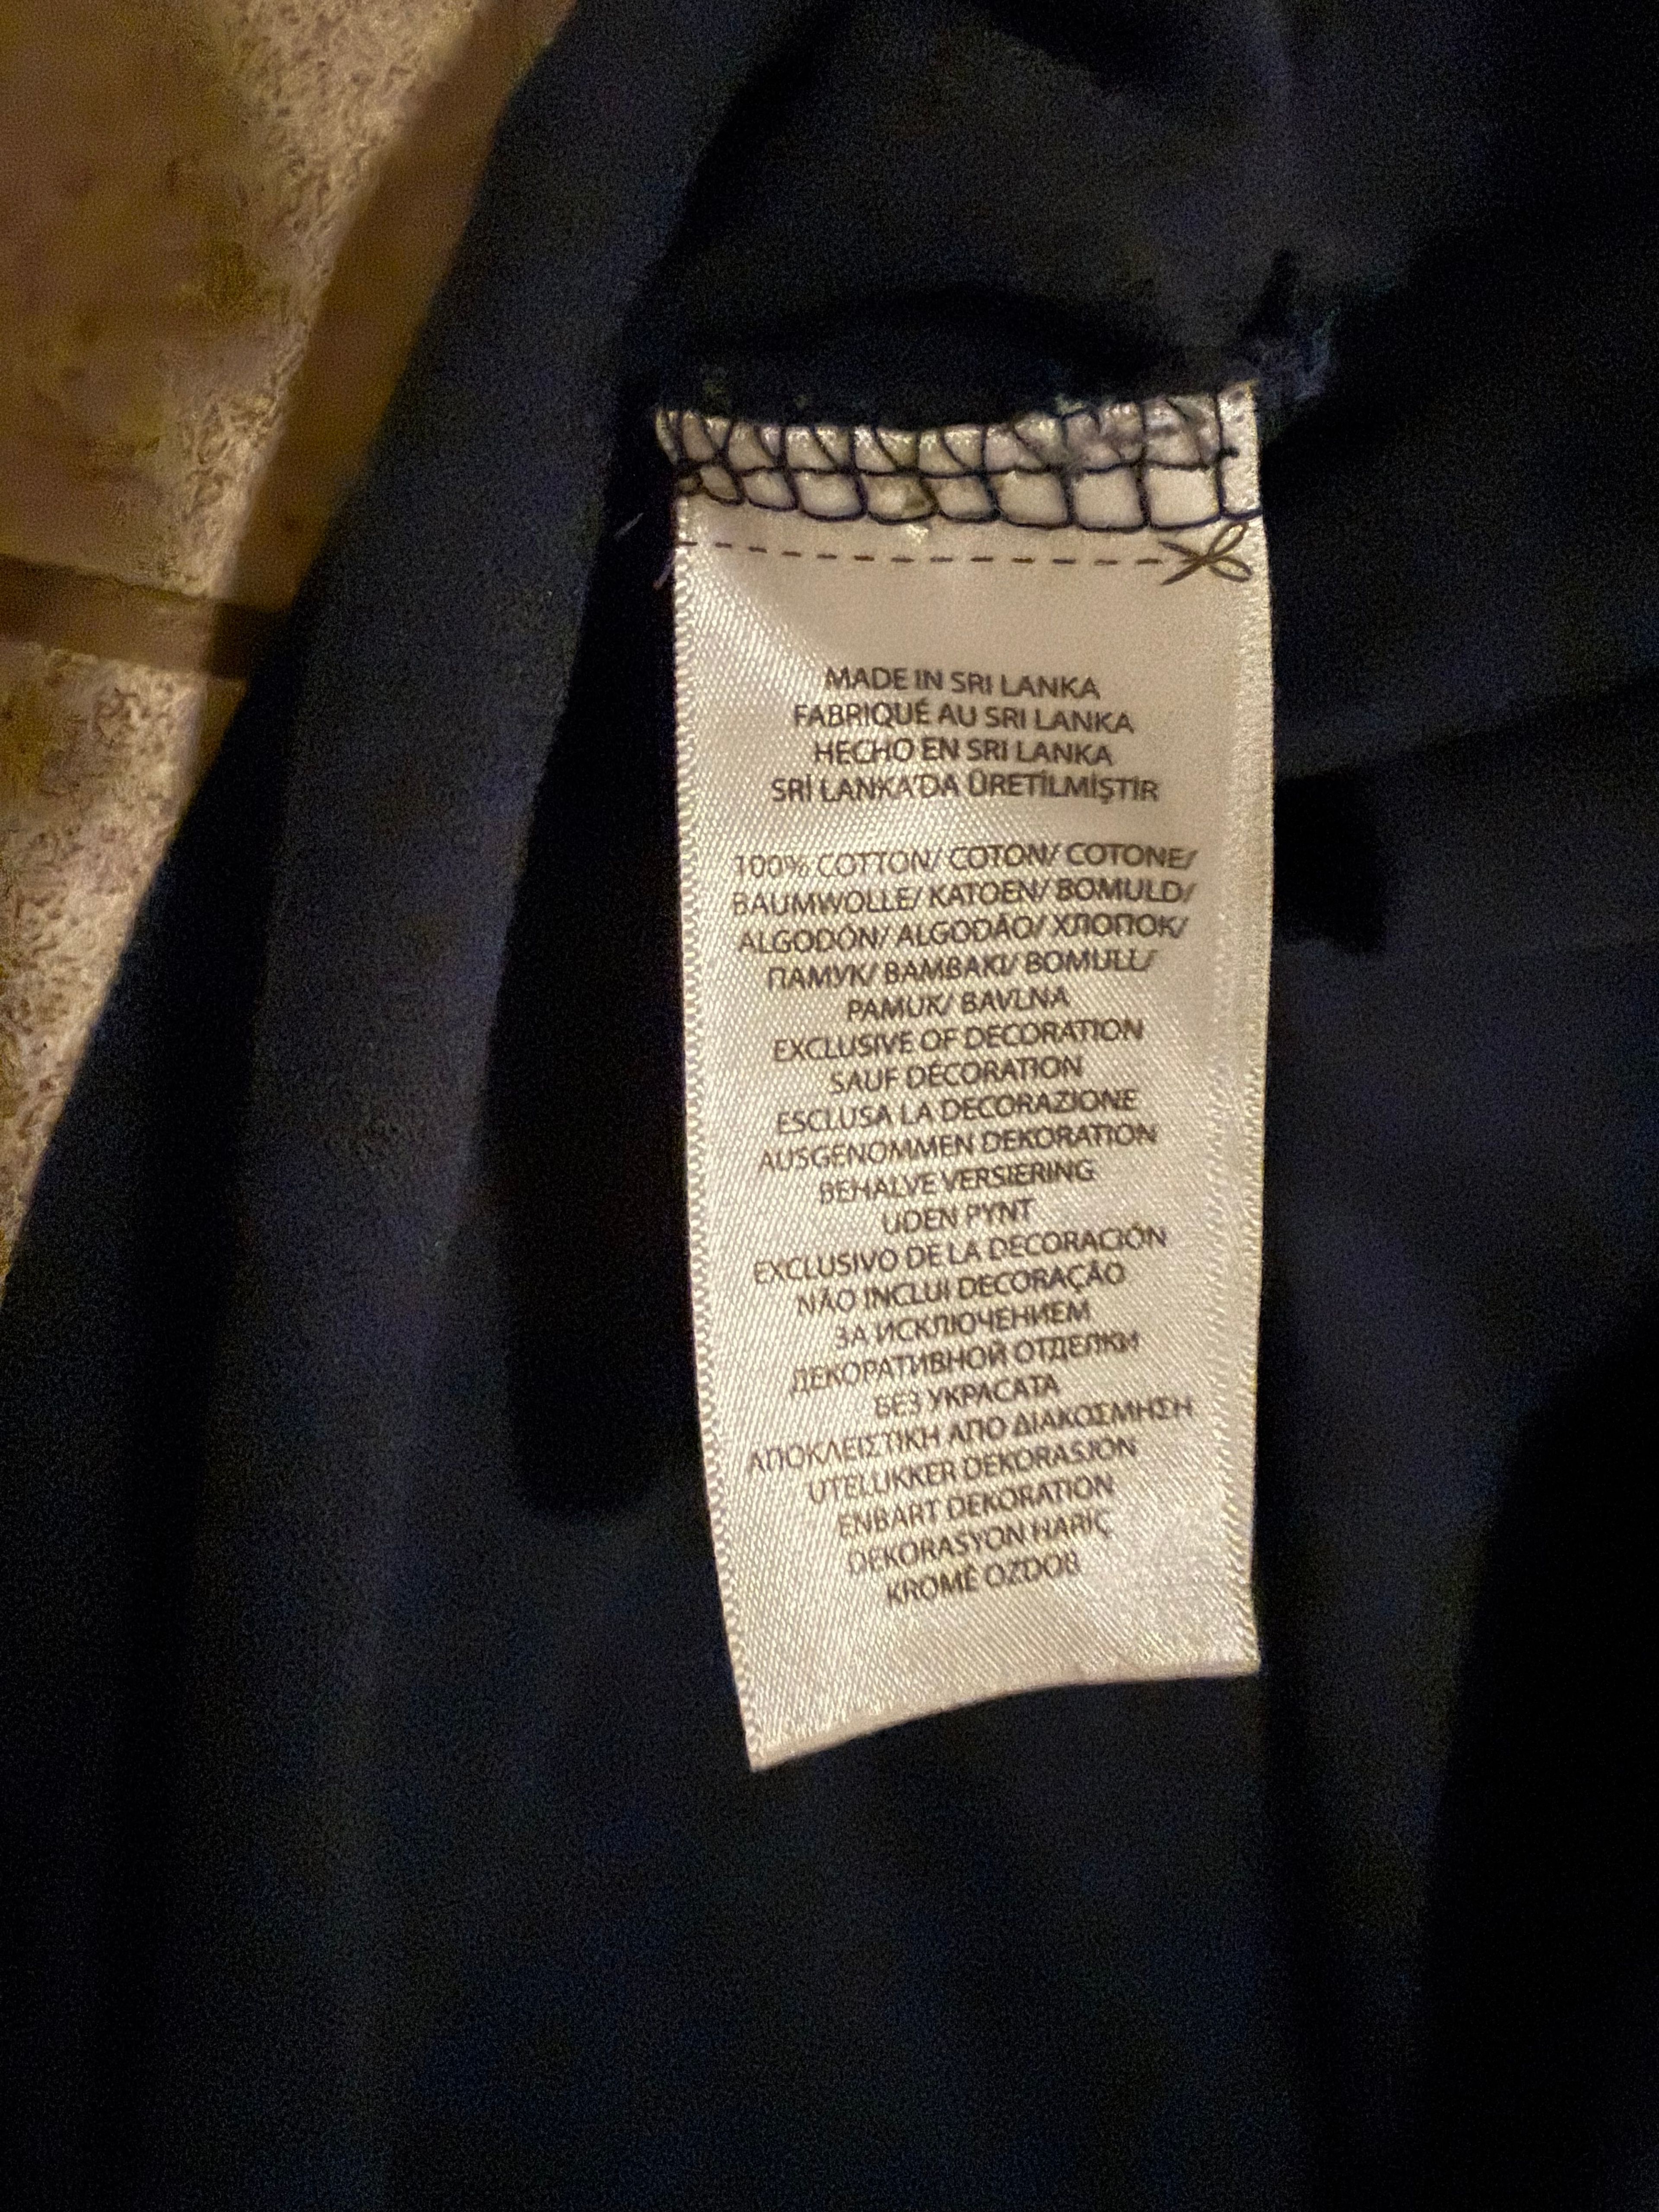 MADE IN SRI LANKA
FABRIQUÉ AU SRI LANKA
HECHO EN SRI LANKA
SRİ LANKA'DA ÜRETİLMİŞTİR
100% COTTON/ COTON/ COTONE/
BAUMWOLLE/ KATOEN/ BOMULD/
ALGODÓN/ ALGODÃO/ ХЛОПОК/
ПАМУК/ ΒΑΜΒΑΚΙ/ BOMULL/
PAMUK/ BAVLNA
EXCLUSIVE OF DECORATION
SAUF DÉCORATION
ESCLUSA LA DECORAZIONE
AUSGENOMMEN DEKORATION
BEHALVE VERSIERING
UDEN PYNT
EXCLUSIVO DE LA DECORACIÓN
NÃO INCLUI DECORAÇÃO
ЗА ИСКЛЮЧЕНИЕМ
ДЕКОРАТИВНОЙ ОТДЕЛКИ
БЕЗ УКРАСАТА
ΑΠΟΚΛΕΙΣΤΙΚΗ ΑΠΟ ΔΙΑΚΟΣΜΗΣΗ
UTELUKKER DEKORASJON
ENBART DEKORATION
DEKORASYON HARİÇ
KROMĚ OZDOB